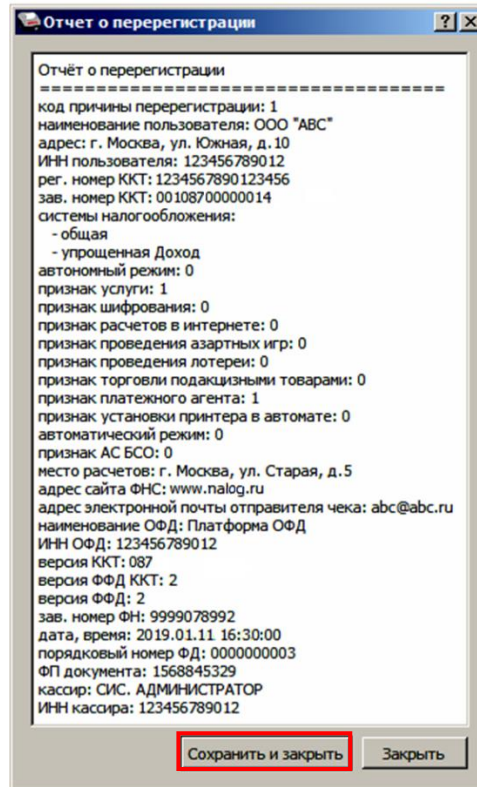 Отчет о перерегистрации
Отчёт о перерегистрации
=====================================
код причины перерегистрации: 1
наименование пользователя: ООО "АВС"
адрес: г. Москва, ул. Южная, д.10
ИНН пользователя: 123456789012
рег. номер ККТ: 1234567890123456
зав. номер ККТ: 00108700000014
системы налогообложения:
- общая
- упрощенная Доход
автономный режим: 0
признак услуги: 1
признак шифрования: 0
признак расчетов в интернете: 0
признак проведения азартных игр: 0
признак проведения лотереи: 0
признак торговли подакцизными товарами: 0
признак платежного агента: 1
признак установки принтера в автомате: 0
автоматический режим: 0
признак АС БСО: 0
место расчетов: г. Москва, ул. Старая, д.5
адрес сайта ФНС: www.nalog.ru
адрес электронной почты отправителя чека: abc@abc.ru
наименование ОФД: Платформа ОФД
ИНН ОФД: 123456789012
версия ККТ: 087
версия ФФД ККТ: 2
версия ФФД: 2
зав. номер ФН: 9999078992
дата, время: 2019.01.11 16:30:00
порядковый номер ФД: 0000000003
ФП документа: 1568845329
кассир: СИС. АДМИНИСТРАТОР
ИНН кассира: 123456789012
Сохранить и закрыть Закрыть